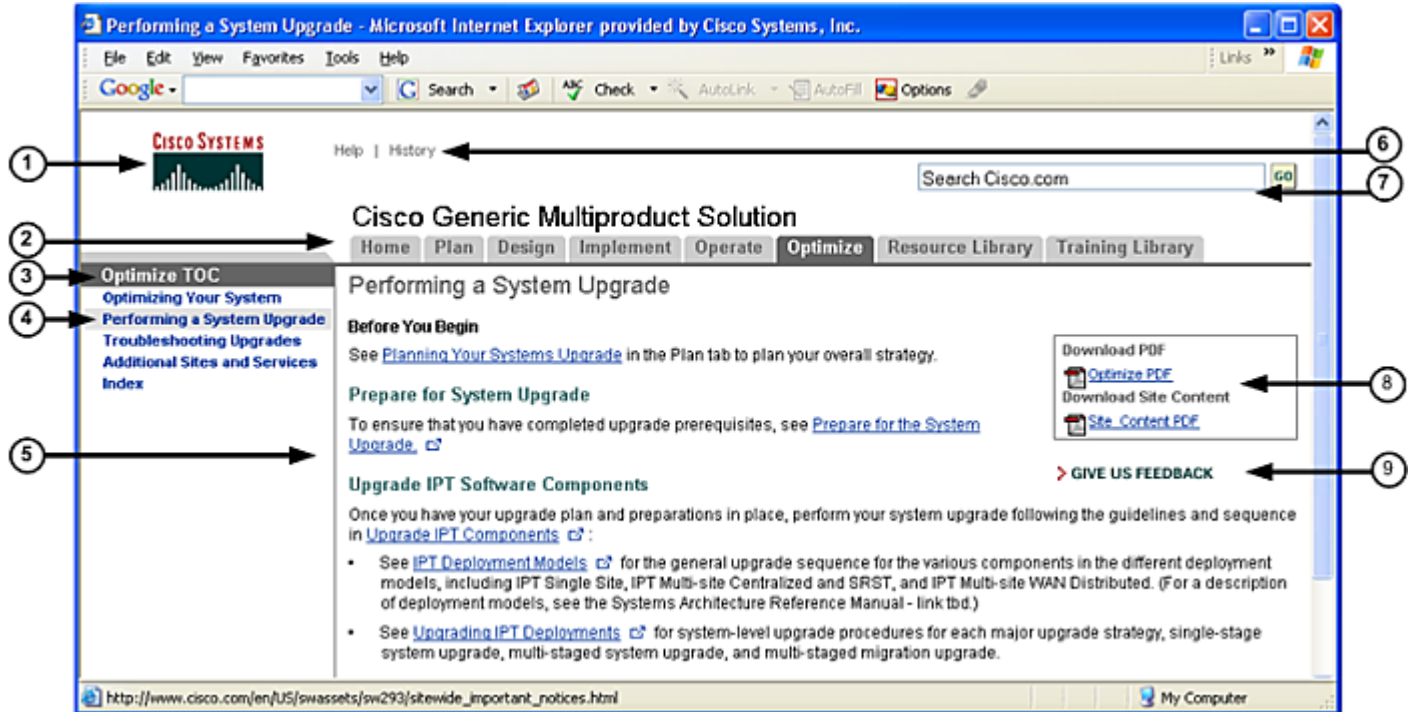 Performing a System Upgrade - Microsoft Internet Explorer provided by Cisco Systems, Inc.
File Edit View Favorites Tools Help
Links »
Google
Search
Check
AutoLink
AutoFill
Options
CISCO SYSTEMS
Help | History
Search Cisco.com
GO
Cisco Generic Multiproduct Solution
Home Plan Design Implement Operate Optimize Resource Library Training Library
Optimize TOC
Optimizing Your System
Performing a System Upgrade
Troubleshooting Upgrades
Additional Sites and Services
Index
Performing a System Upgrade
Before You Begin
See Planning Your Systems Upgrade in the Plan tab to plan your overall strategy.
Prepare for System Upgrade
To ensure that you have completed upgrade prerequisites, see Prepare for the System
Upgrade.
Upgrade IPT Software Components
Once you have your upgrade plan and preparations in place, perform your system upgrade following the guidelines and sequence
in Upgrade IPT Components :
• See IPT Deployment Models for the general upgrade sequence for the various components in the different deployment
models, including IPT Single Site, IPT Multi-site Centralized and SRST, and IPT Multi-site WAN Distributed. (For a description
of deployment models, see the Systems Architecture Reference Manual - link tbd.)
• See Upgrading IPT Deployments for system-level upgrade procedures for each major upgrade strategy, single-stage
system upgrade, multi-staged system upgrade, and multi-staged migration upgrade.
Download PDF
Optimize PDF
Download Site Content
Site_Content PDF
> GIVE US FEEDBACK
http://www.cisco.com/en/US/swassets/sw293/sitewide_important_notices.html
My Computer
1
2
3
4
5
6
7
8
9